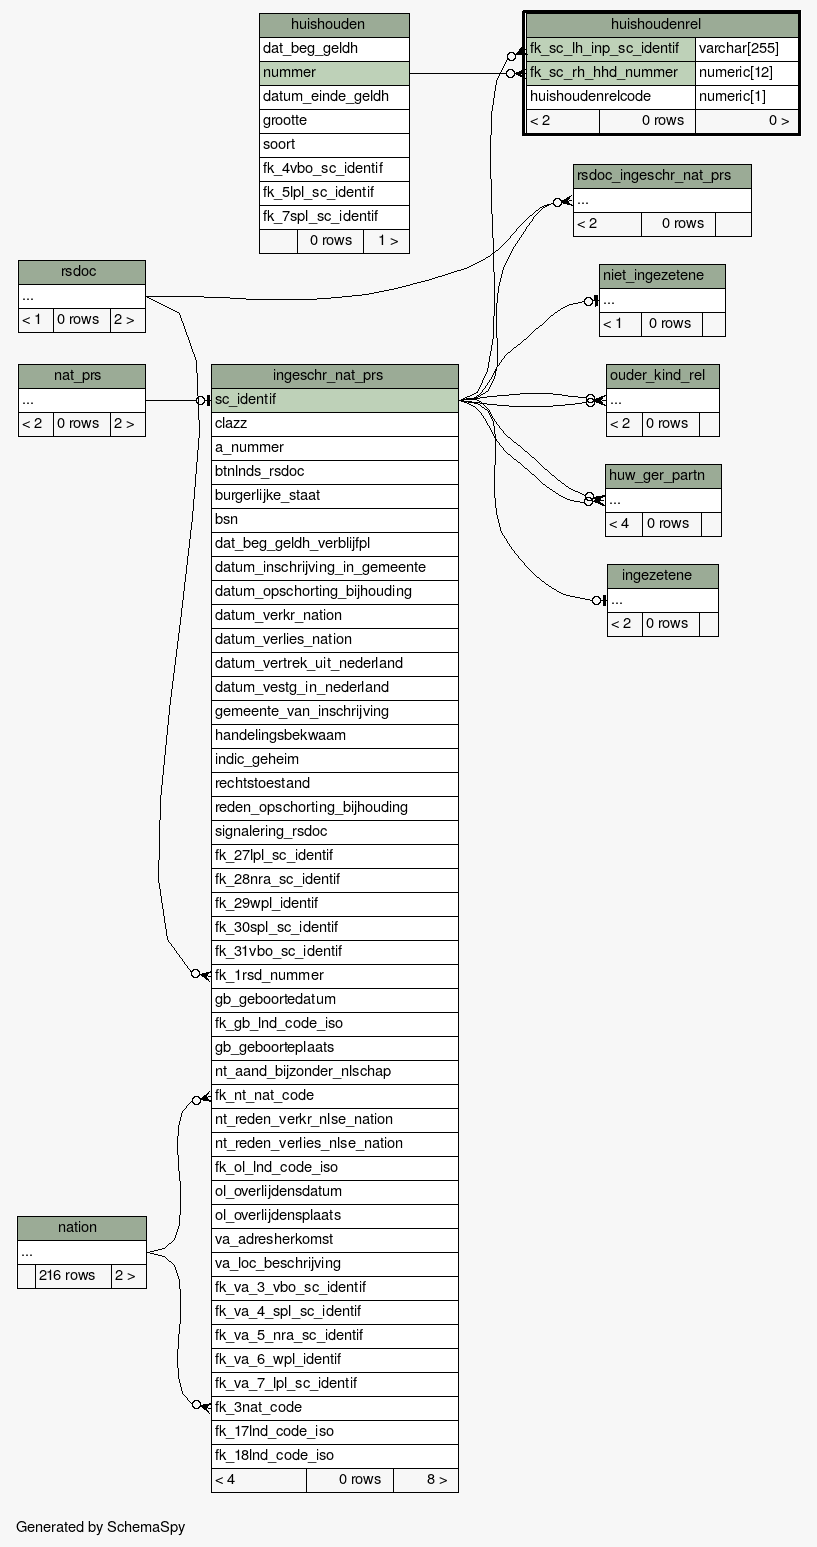 huishouden
dat_beg_geldh
nummer
datum_einde_geldh
grootte
soort
fk_4vbo_sc_identif
fk_5lpl_sc_identif
fk_7spl_sc_identif
0 rows 1 >
huishoudenrel
fk_sc_lh_inp_sc_identif varchar[255]
fk_sc_rh_hhd_nummer numeric[12]
huishoudenrelcode numeric[1]
< 2 0 rows 0 >
rsdoc_ingeschr_nat_prs
...
< 2 0 rows
rsdoc
...
< 1 0 rows 2 >
niet_ingezetene
...
< 1 0 rows
nat_prs
...
< 2 0 rows 2 >
ouder_kind_rel
...
< 2 0 rows
huw_ger_partn
...
< 4 0 rows
ingezetene
...
< 2 0 rows
ingeschr_nat_prs
sc_identif
clazz
a_nummer
btnlnds_rsdoc
burgerlijke_staat
bsn
dat_beg_geldh_verblijfpl
datum_inschrijving_in_gemeente
datum_opschorting_bijhouding
datum_verkr_nation
datum_verlies_nation
datum_vertrek_uit_nederland
datum_vestg_in_nederland
gemeente_van_inschrijving
handelingsbekwaam
indic_geheim
rechtstoestand
reden_opschorting_bijhouding
signalering_rsdoc
fk_27lpl_sc_identif
fk_28nra_sc_identif
fk_29wpl_identif
fk_30spl_sc_identif
fk_31vbo_sc_identif
fk_1rsd_nummer
gb_geboortedatum
fk_gb_lnd_code_iso
gb_geboorteplaats
nt_aand_bijzonder_nlschap
fk_nt_nat_code
nt_reden_verkr_nlse_nation
nt_reden_verlies_nlse_nation
fk_ol_lnd_code_iso
ol_overlijdensdatum
ol_overlijdensplaats
va_adresherkomst
va_loc_beschrijving
fk_va_3_vbo_sc_identif
fk_va_4_spl_sc_identif
fk_va_5_nra_sc_identif
fk_va_6_wpl_identif
fk_va_7_lpl_sc_identif
fk_3nat_code
fk_17lnd_code_iso
fk_18lnd_code_iso
< 4 0 rows 8 >
nation
...
216 rows 2 >
Generated by SchemaSpy